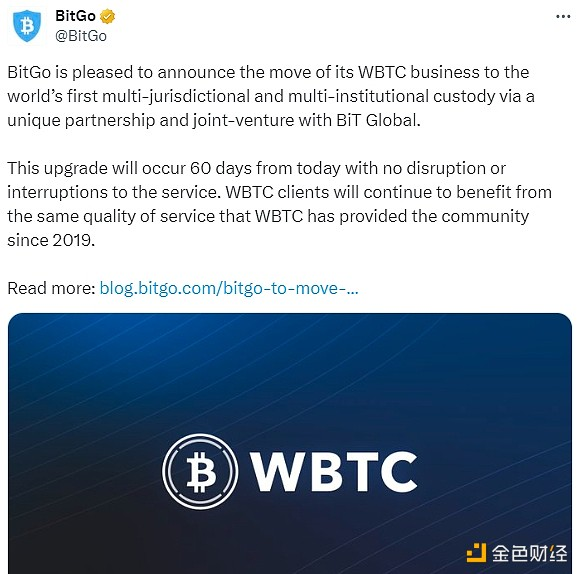 BitGo
@BitGo
BitGo is pleased to announce the move of its WBTC business to the
world’s first multi-jurisdictional and multi-institutional custody via a
unique partnership and joint-venture with BiT Global.
This upgrade will occur 60 days from today with no disruption or
interruptions to the service. WBTC clients will continue to benefit from
the same quality of service that WBTC has provided the community
since 2019.
Read more: blog.bitgo.com/bitgo-to-move-...
WBTC
金色财经